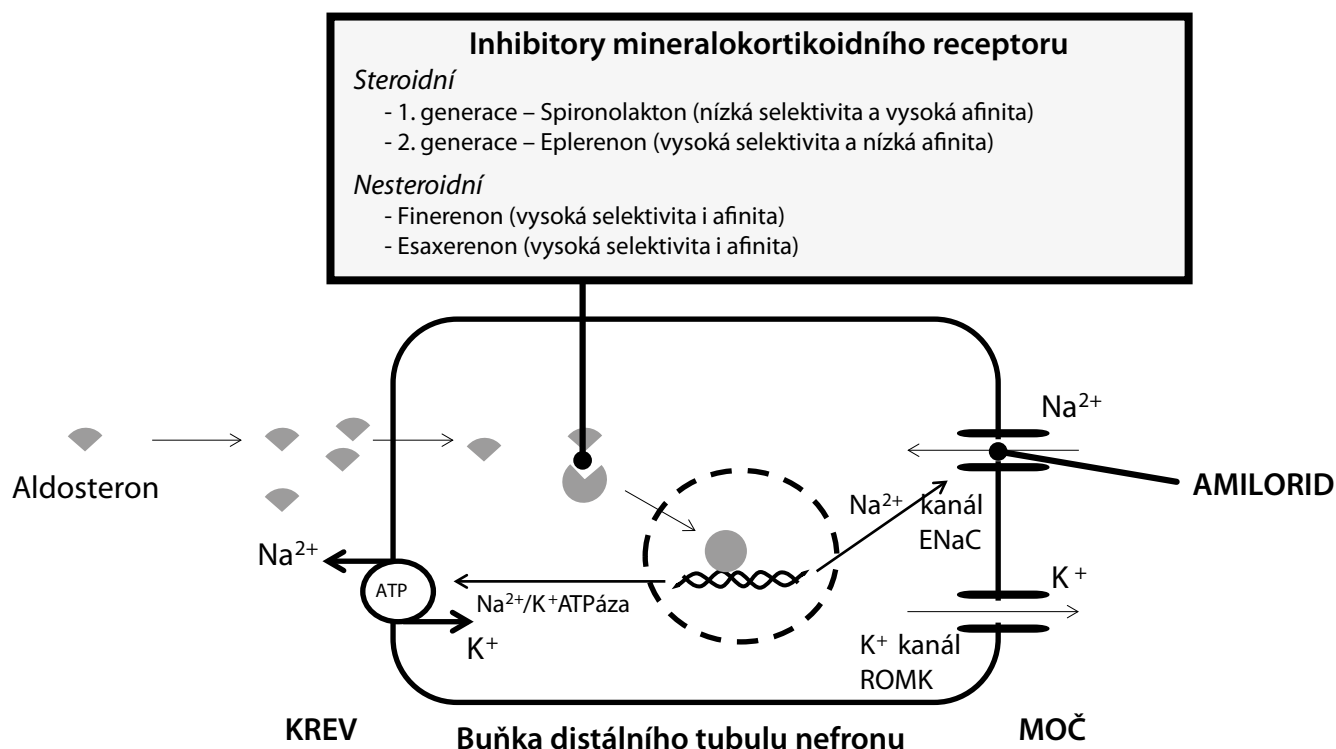 Inhibitory mineralokortikoidního receptoru
Steroidní
- 1. generace – Spironolakton (nízká selektivita a vysoká afinita)
- 2. generace – Eplerenon (vysoká selektivita a nízká afinita)
Nesteroidní
- Finerenon (vysoká selektivita i afinita)
- Esaxerenon (vysoká selektivita i afinita)
Na²⁺
Aldosteron
AMILORID
Na²⁺ kanál
ENaC
Na²⁺
ATP
Na²⁺/K⁺ATPáza
K⁺
K⁺
K⁺ kanál
ROMK
KREV
Buňka distálního tubulu nefronu
MOČ